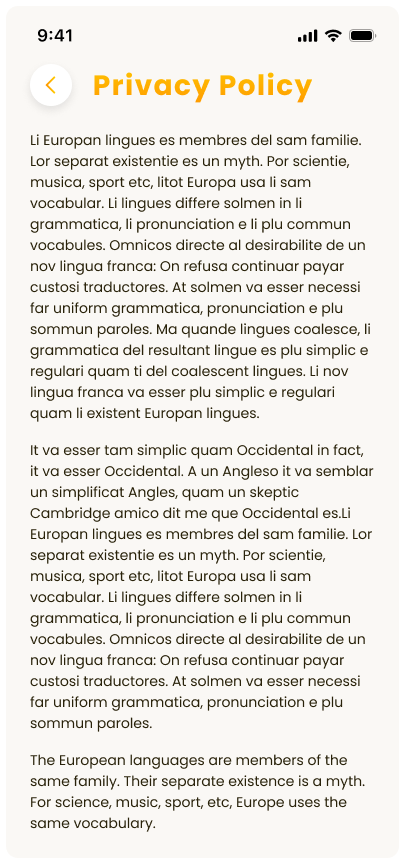 9:41
Privacy Policy
Li Europan lingues es membres del sam familie.
Lor separat existentie es un myth. Por scientie,
musica, sport etc, litot Europa usa li sam
vocabular. Li lingues differe solmen in li
grammatica, li pronunciation e li plu commun
vocabules. Omnicos directe al desirabilite de un
nov lingua franca: On refusa continuar payar
custosi traductores. At solmen va esser necessi
far uniform grammatica, pronunciation e plu
sommun paroles. Ma quande lingues coalesce, li
grammatica del resultant lingue es plu simplic e
regulari quam ti del coalescent lingues. Li nov
lingua franca va esser plu simplic e regulari
quam li existent Europan lingues.
It va esser tam simplic quam Occidental in fact,
it va esser Occidental. A un Angleso it va semblar
un simplificat Angles, quam un skeptic
Cambridge amico dit me que Occidental es.Li
Europan lingues es membres del sam familie. Lor
separat existentie es un myth. Por scientie,
musica, sport etc, litot Europa usa li sam
vocabular. Li lingues differe solmen in li
grammatica, li pronunciation e li plu commun
vocabules. Omnicos directe al desirabilite de un
nov lingua franca: On refusa continuar payar
custosi traductores. At solmen va esser necessi
far uniform grammatica, pronunciation e plu
sommun paroles.
The European languages are members of the
same family. Their separate existence is a myth.
For science, music, sport, etc, Europe uses the
same vocabulary.